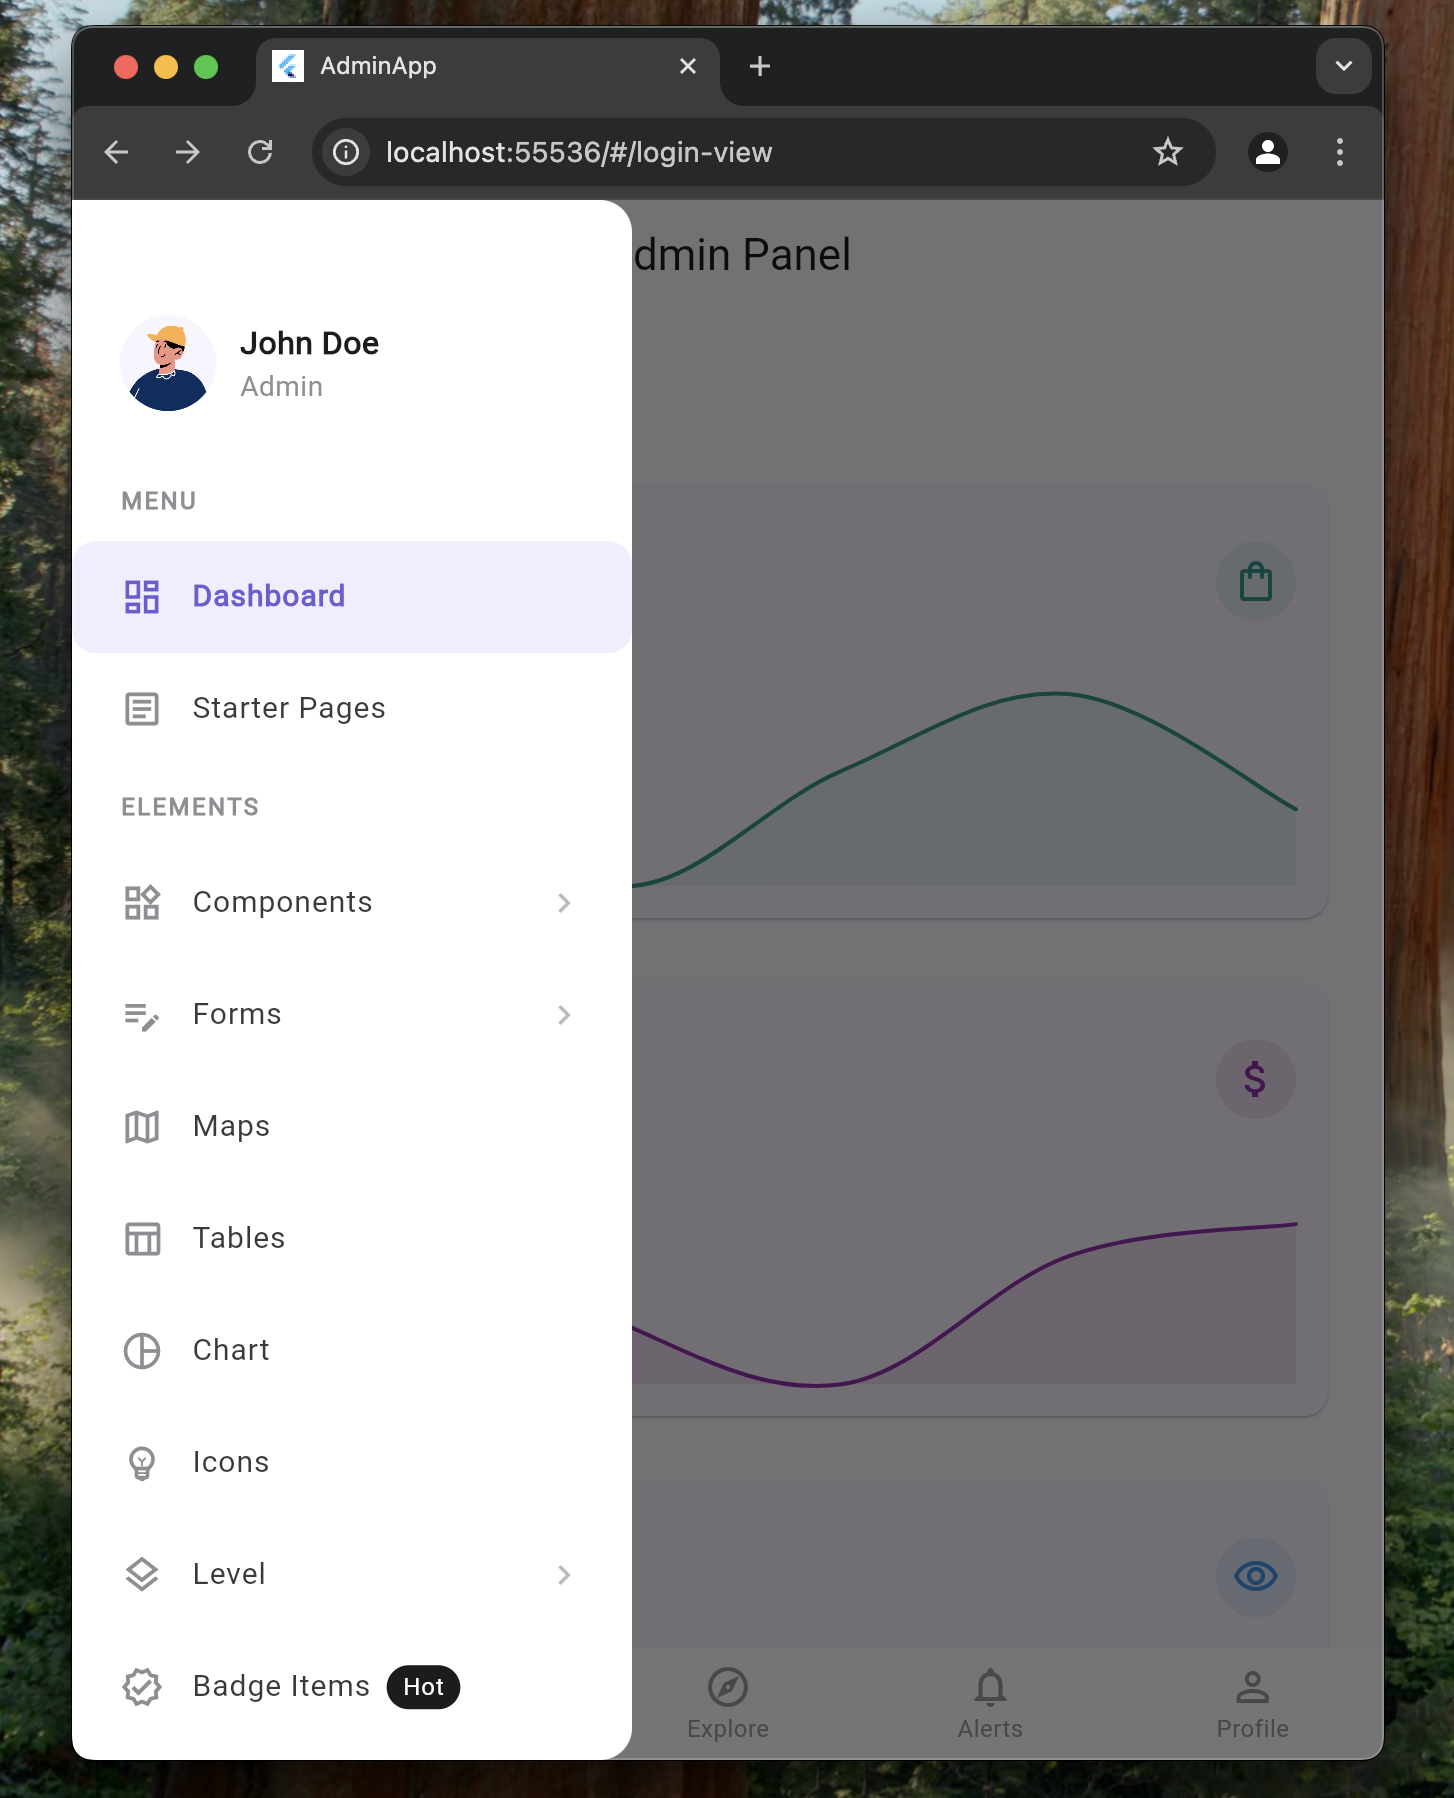 AdminApp
localhost:55536/#/login-view
dmin Panel
John Doe
Admin
MENU
Dashboard
Starter Pages
ELEMENTS
Components
Forms
Maps
Tables
Chart
Icons
Level
Badge Items Hot
Explore Alerts Profile